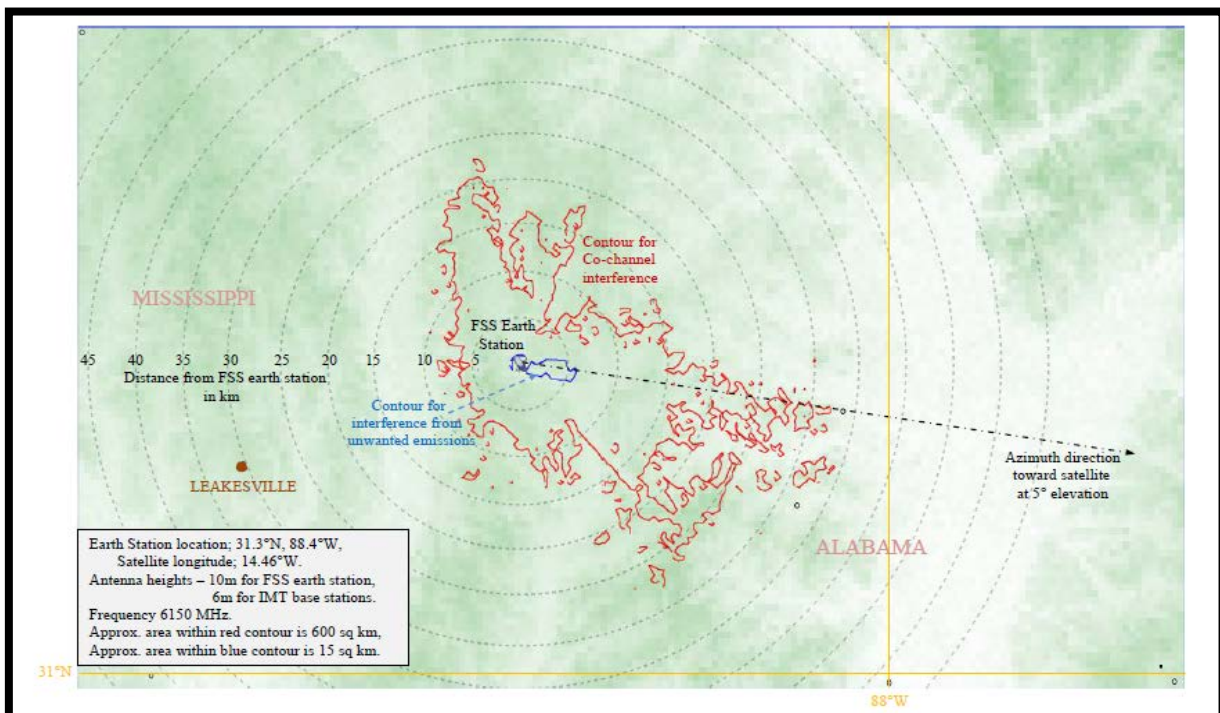 Contour for
Co-channel
interference
MISSISSIPPI
FSS Earth
Station
45 40 35 30 25 20 15 10 5
Distance from FSS earth station
in km
Contour for
interference from
unwanted emissions
Azimuth direction
toward satellite
at 5° elevation
LEAKESVILLE
ALABAMA
Earth Station location; 31.3°N, 88.4°W,
Satellite longitude; 14.46°W.
Antenna heights – 10m for FSS earth station,
6m for IMT base stations.
Frequency 6150 MHz.
Approx. area within red contour is 600 sq km,
Approx. area within blue contour is 15 sq km.
31°N
88°W